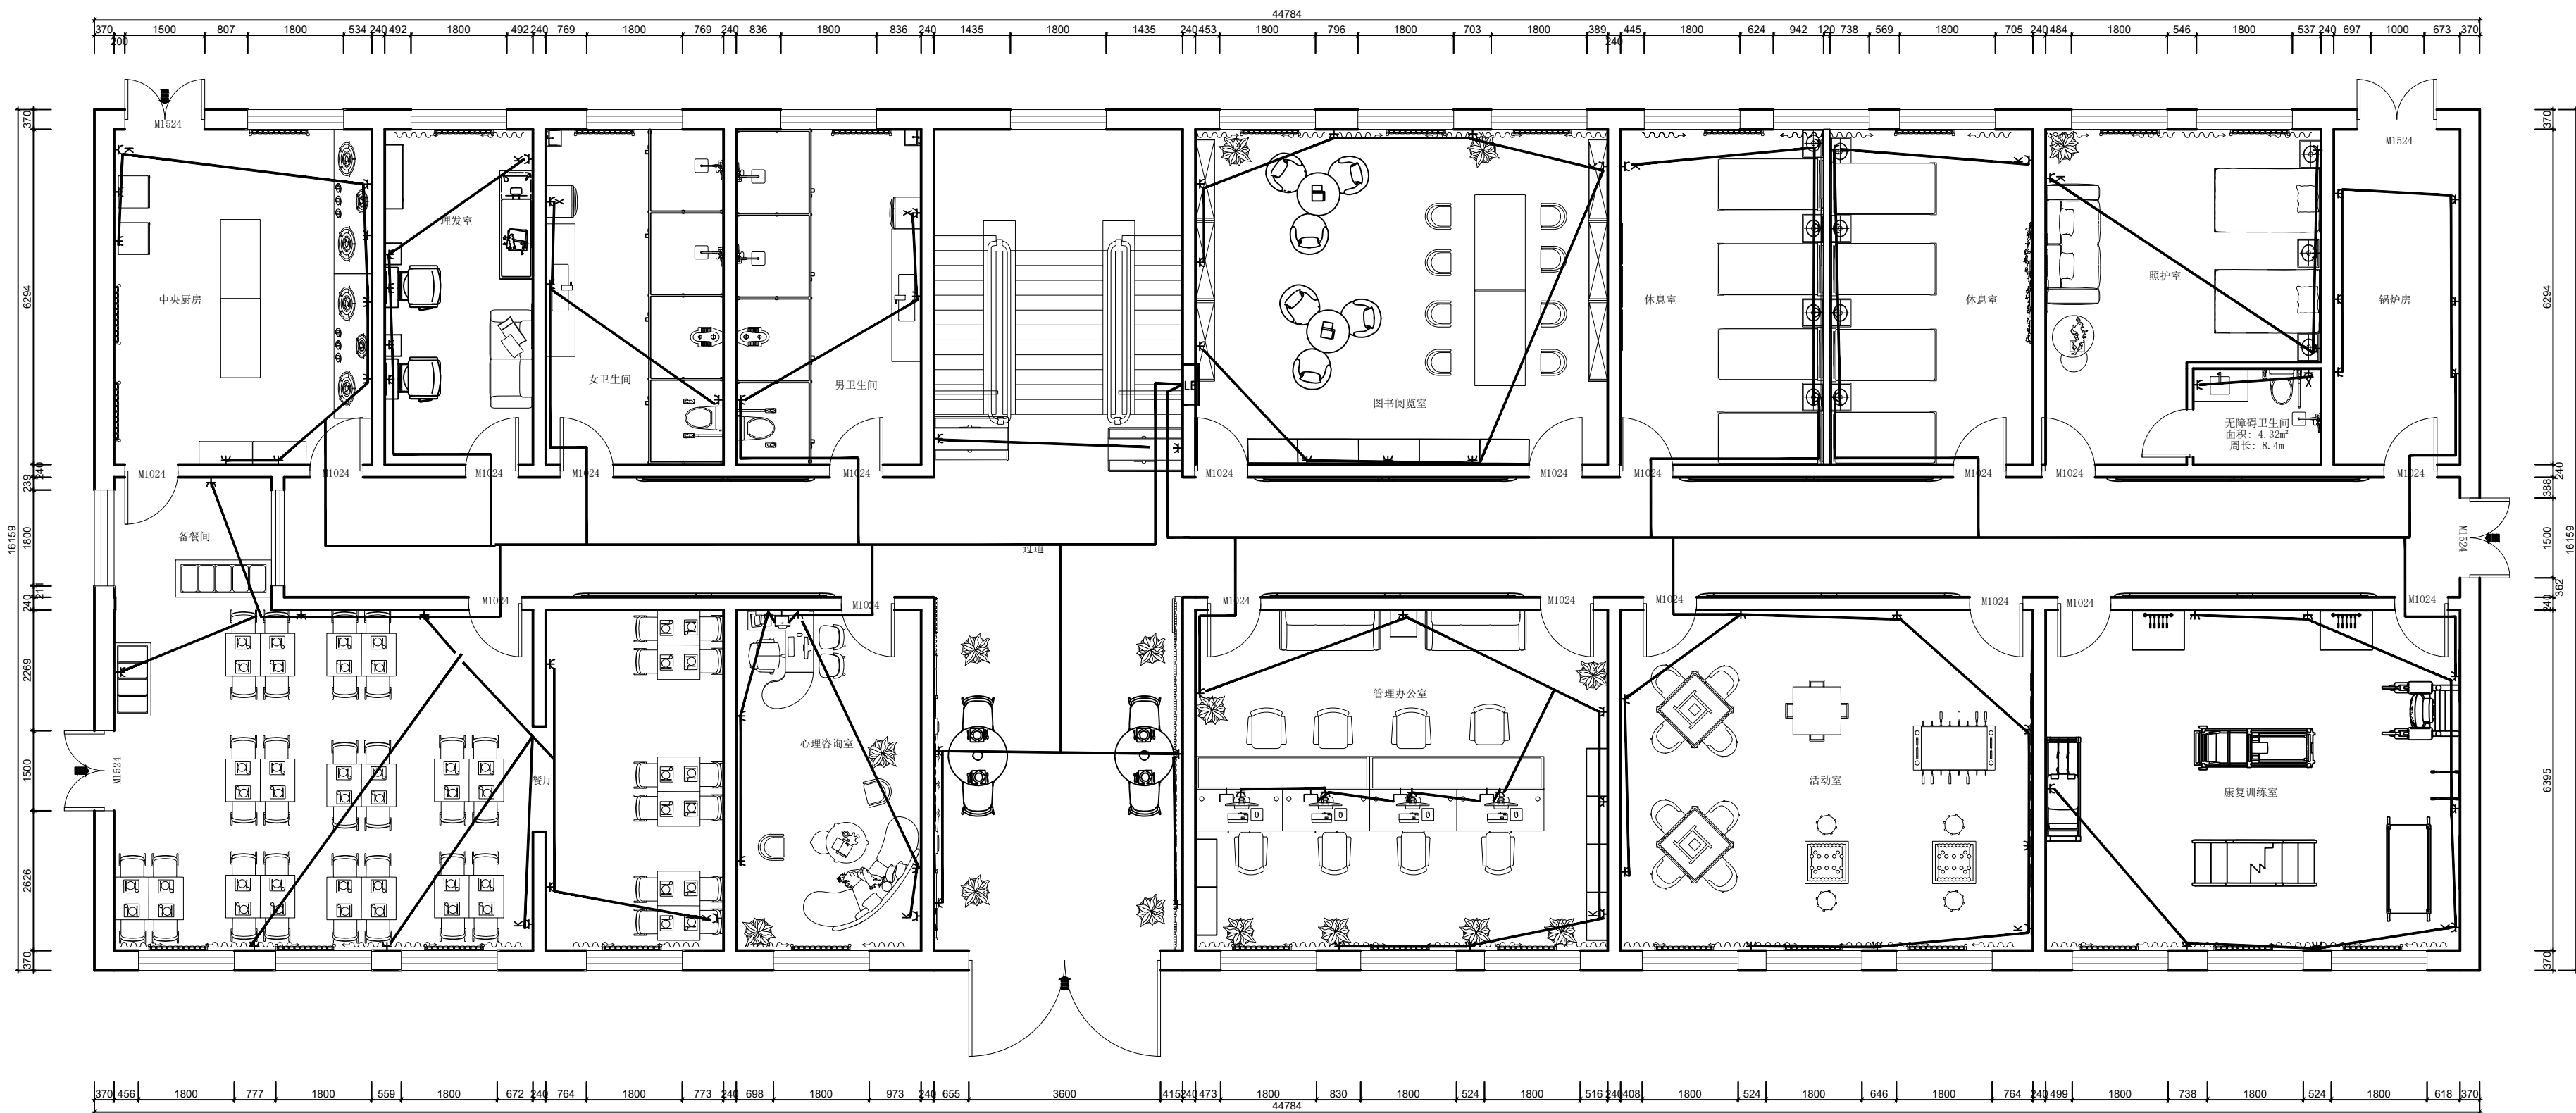 44784
370 200 1500 807 1800 534 240 492 1800 492 240 769 1800 769 240 836 1800 836 240 1435 1800 1435 240 453 1800 796 1800 703 1800 389 240 445 1800 624 942 120 738 569 1800 705 240 484 1800 546 1800 537 240 697 1000 673 370
M1524
M1524
370
370
K
K
K
K
K
K
理发室
X
X
中央厨房
休息室
休息室
照护室
锅炉房
6294
6294
女卫生间
男卫生间
图书阅览室
LE
X
无障碍卫生间
面积: 4.32m²
周长: 8.4m
M1024
M1024
M1024
M1024
M1024
M1024
M1024
M1024
M1024
M1024
M1024
240
239
240
388
备餐间
过道
16159
1800
M1524
1500
16159
211
240
362
240
M1024
M1024
M1024
M1024
M1024
M1024
M1024
M1024
2269
管理办公室
心理咨询室
M1524
1500
餐厅
活动室
康复训练室
6395
2626
K
K
K
K
K
K
370
370
370 456 1800 777 1800 559 1800 672 240 764 1800 773 240 698 1800 973 240 655 3600 415 240 473 1800 830 1800 524 1800 516 240 408 1800 524 1800 646 1800 764 240 499 1800 738 1800 524 1800 618 370
44784